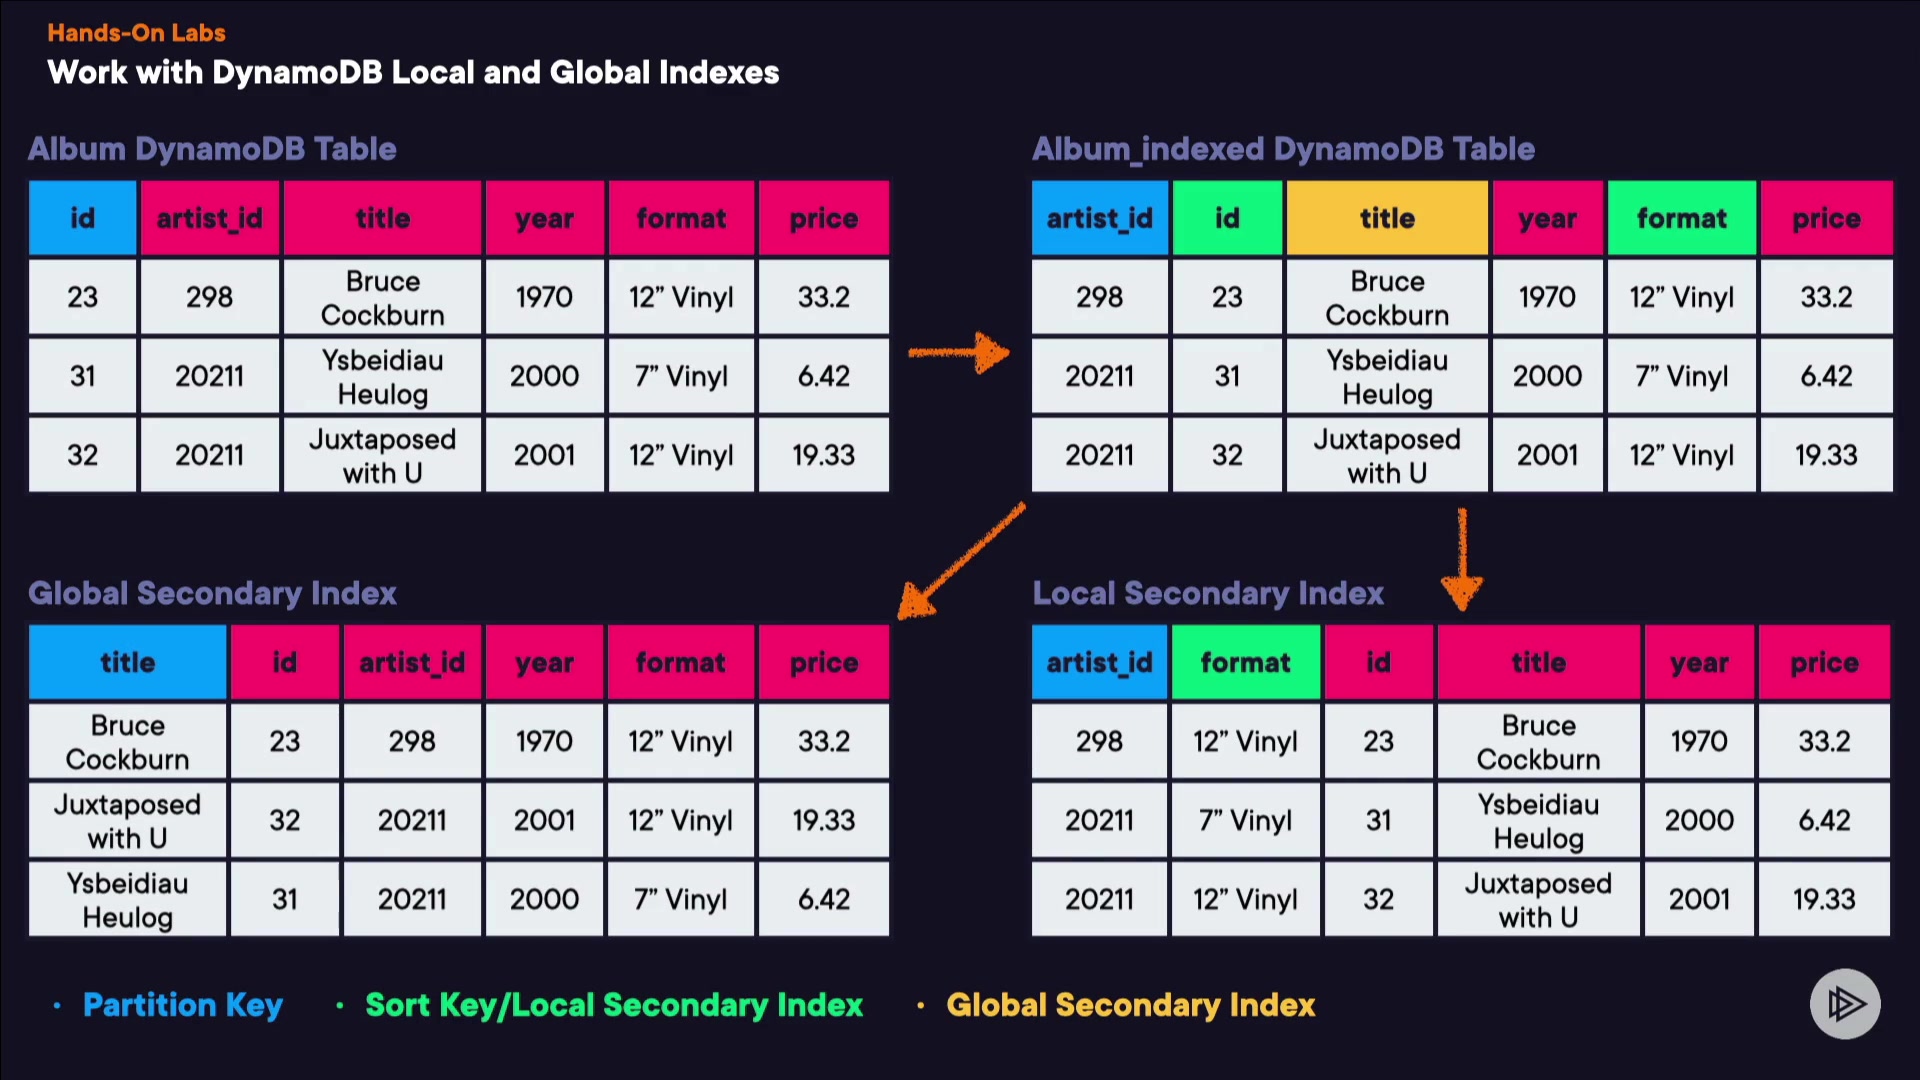 Hands-On Labs
Work with DynamoDB Local and Global Indexes
Album DynamoDB Table
id artist_id title year format price
23 298 Bruce Cockburn 1970 12” Vinyl 33.2
31 20211 Ysbeidiau Heulog 2000 7” Vinyl 6.42
32 20211 Juxtaposed with U 2001 12” Vinyl 19.33
Album_indexed DynamoDB Table
artist_id id title year format price
298 23 Bruce Cockburn 1970 12” Vinyl 33.2
20211 31 Ysbeidiau Heulog 2000 7” Vinyl 6.42
20211 32 Juxtaposed with U 2001 12” Vinyl 19.33
Global Secondary Index
title id artist_id year format price
Bruce Cockburn 23 298 1970 12” Vinyl 33.2
Juxtaposed with U 32 20211 2001 12” Vinyl 19.33
Ysbeidiau Heulog 31 20211 2000 7” Vinyl 6.42
Local Secondary Index
artist_id format id title year price
298 12” Vinyl 23 Bruce Cockburn 1970 33.2
20211 7” Vinyl 31 Ysbeidiau Heulog 2000 6.42
20211 12” Vinyl 32 Juxtaposed with U 2001 19.33
· Partition Key · Sort Key/Local Secondary Index · Global Secondary Index